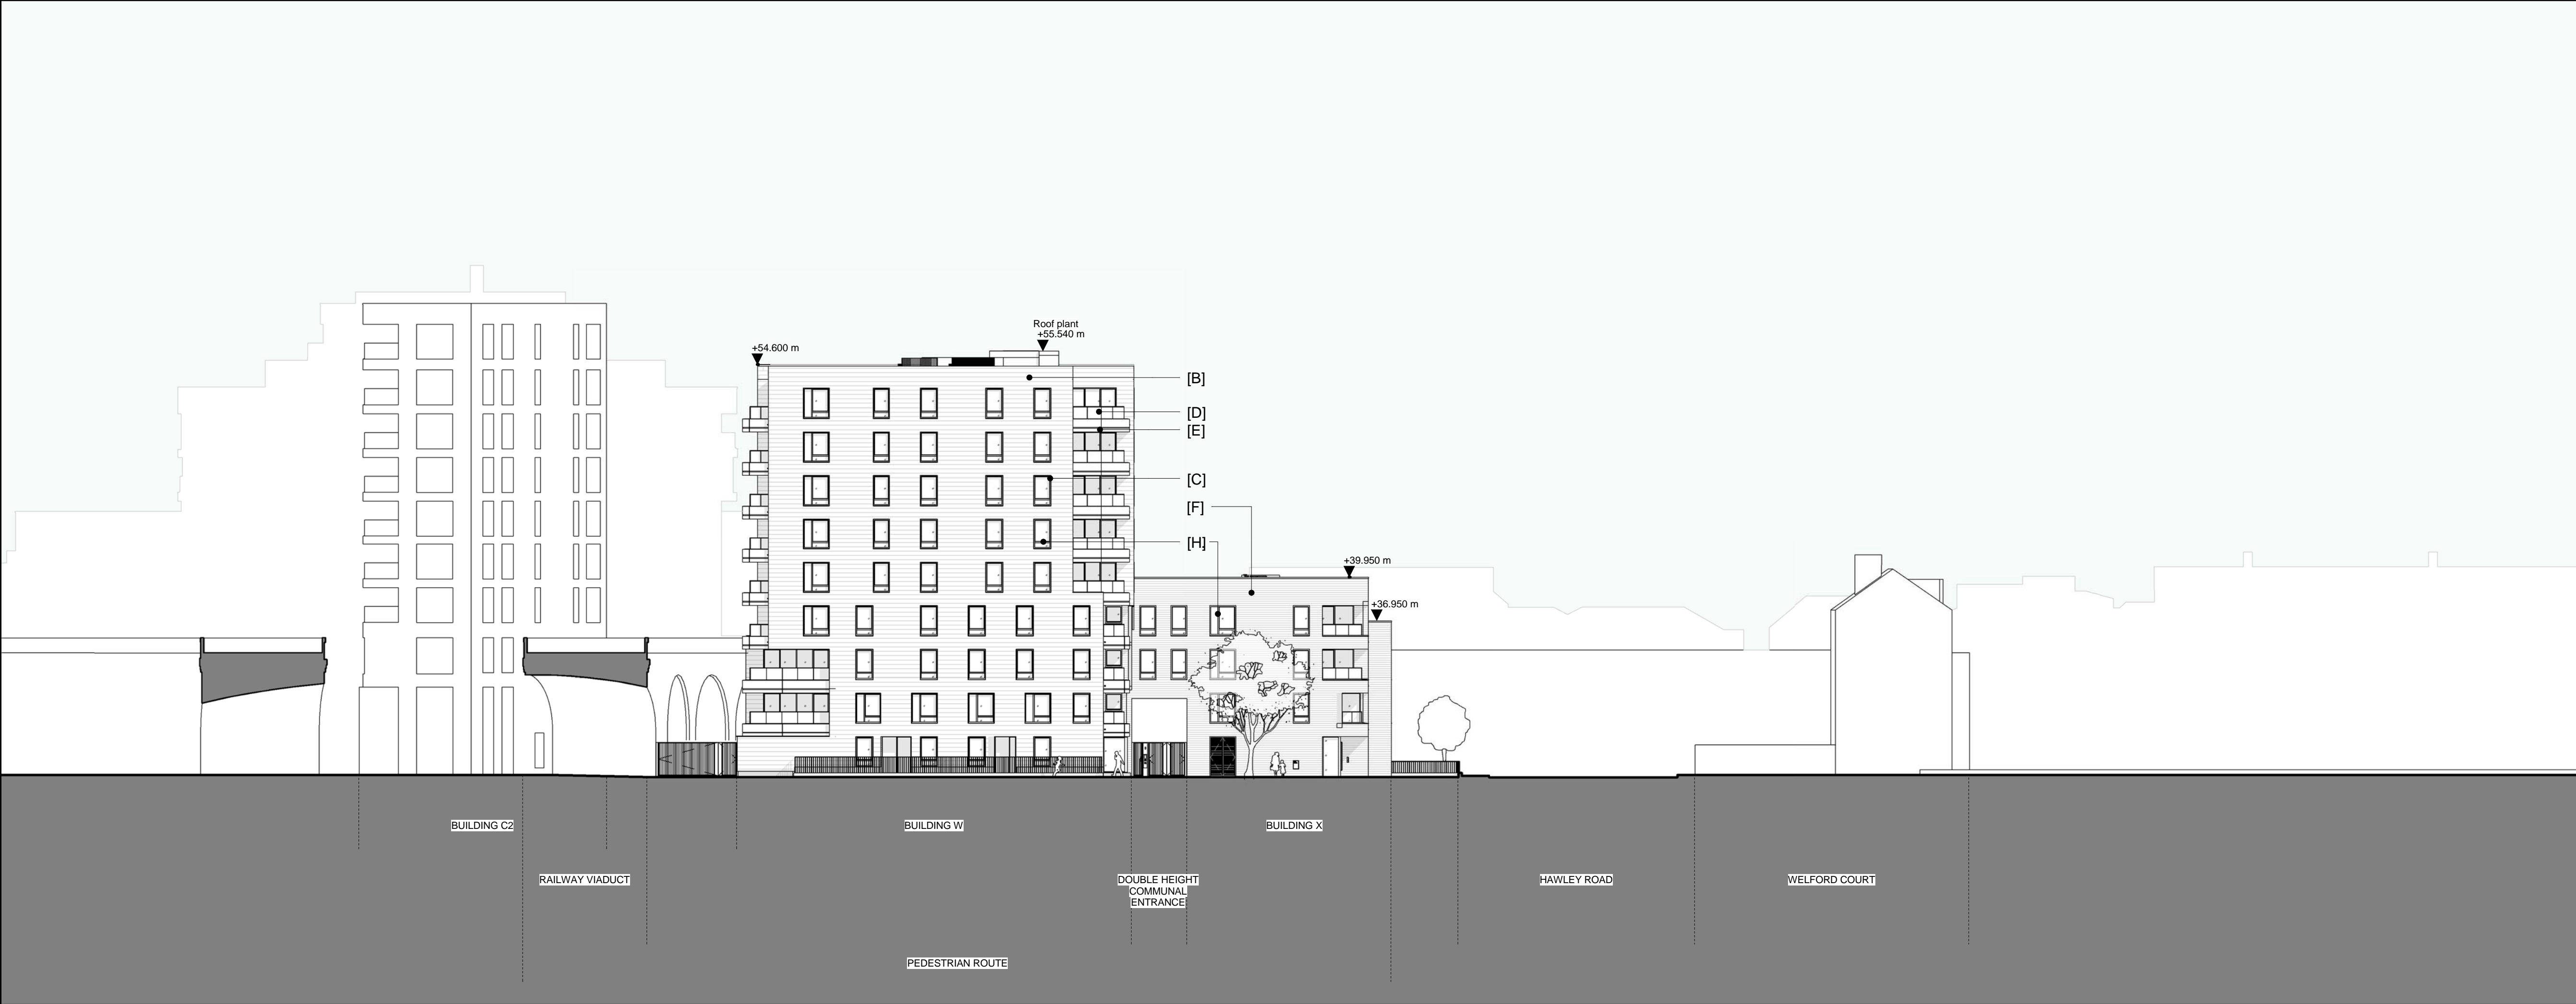 Roof plant
+55.540 m
+54.600 m
[B]
[D]
[E]
[C]
[F]
[H]
+39.950 m
+36.950 m
BUILDING C2
BUILDING W
BUILDING X
RAILWAY VIADUCT
DOUBLE HEIGHT
COMMUNAL
ENTRANCE
HAWLEY ROAD
WELFORD COURT
PEDESTRIAN ROUTE